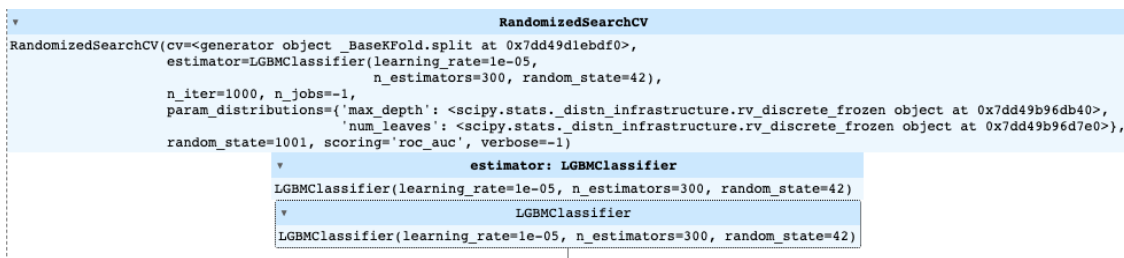 RandomizedSearchCV
RandomizedSearchCV(cv=<generator object _BaseKFold.split at 0x7dd49d1ebdf0>,
estimator=LGBMClassifier(learning_rate=1e-05,
n_estimators=300, random_state=42),
n_iter=1000, n_jobs=-1,
param_distributions={'max_depth': <scipy.stats._distn_infrastructure.rv_discrete_frozen object at 0x7dd49b96db40>,
'num_leaves': <scipy.stats._distn_infrastructure.rv_discrete_frozen object at 0x7dd49b96d7e0>},
random_state=1001, scoring='roc_auc', verbose=-1)
estimator: LGBMClassifier
LGBMClassifier(learning_rate=1e-05, n_estimators=300, random_state=42)
LGBMClassifier
LGBMClassifier(learning_rate=1e-05, n_estimators=300, random_state=42)